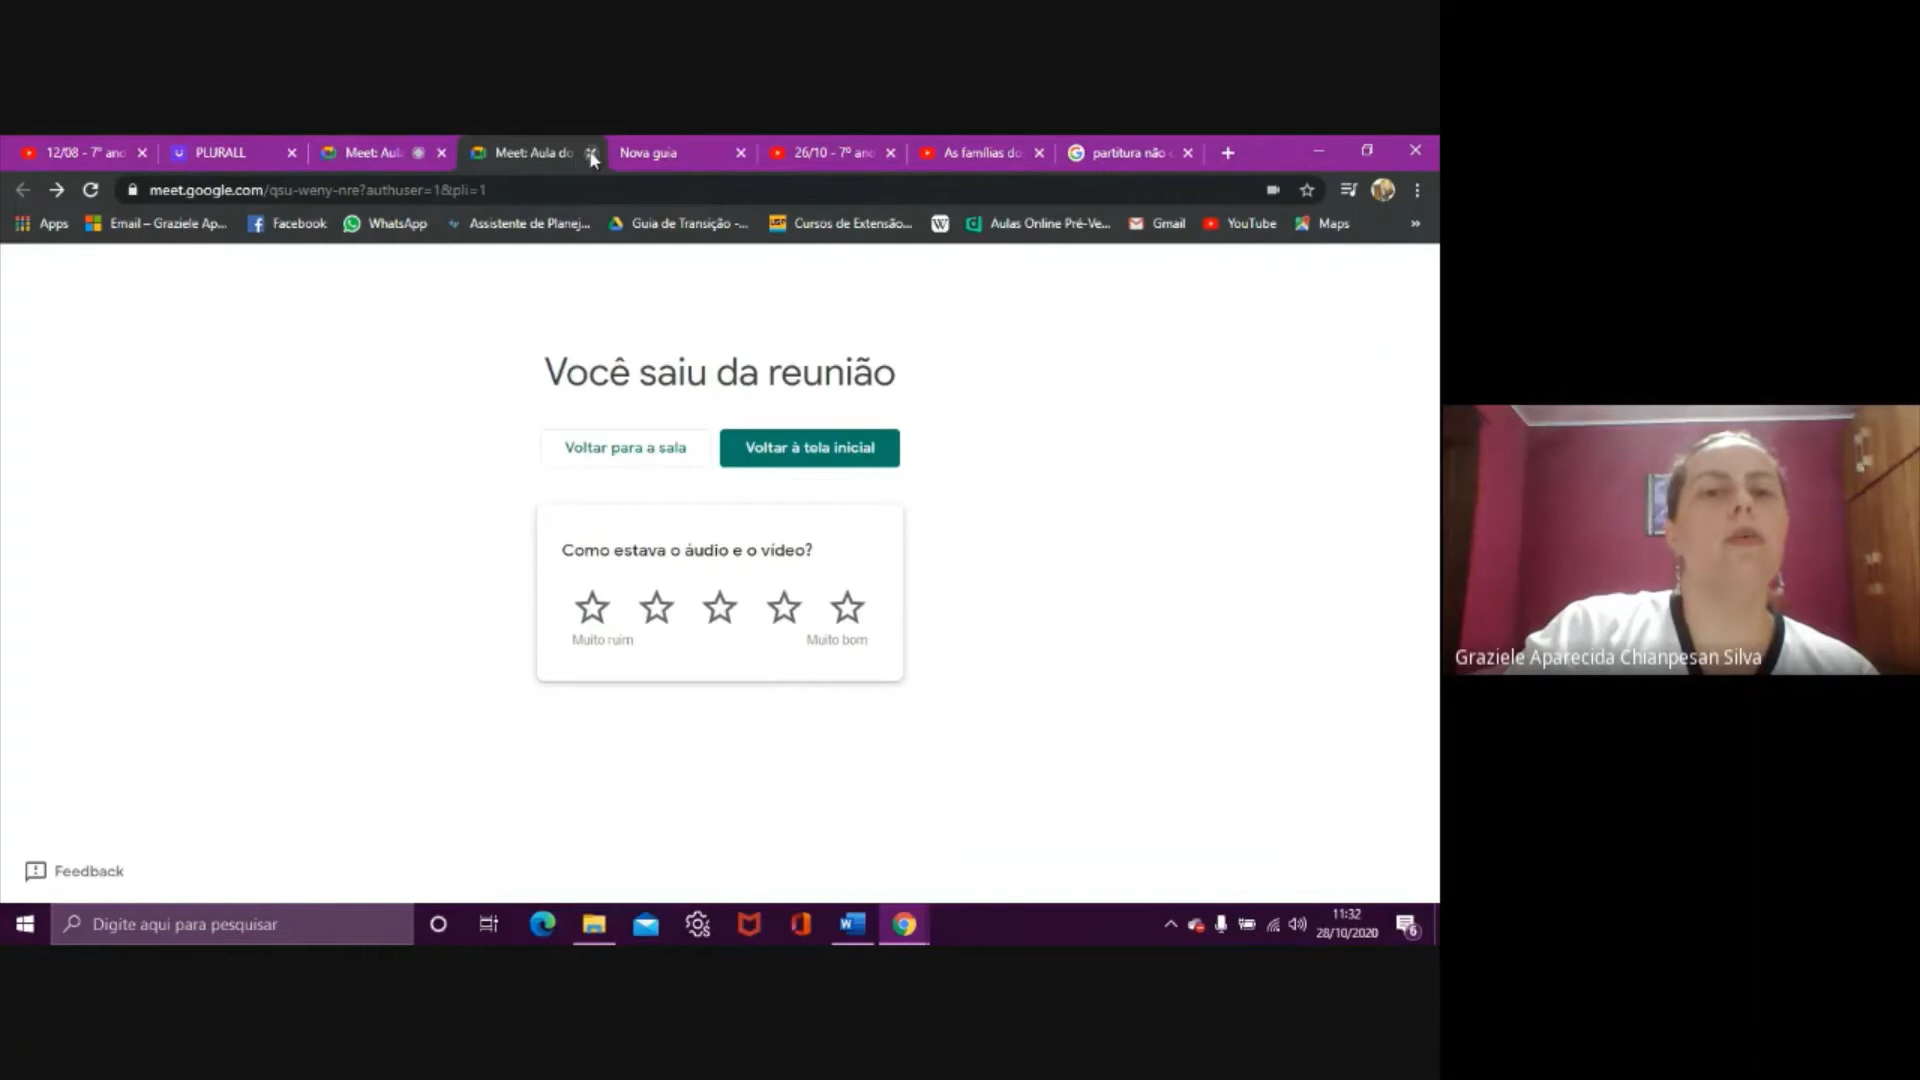 12/08 - 7º ano
PLURALL
Meet: Aul
Meet: Aula do
Nova guia
26/10 - 7º ano
As famílias do
partitura não
meet.google.com/qsu-weny-nre?authuser=1&pli=1
Apps
Email – Graziele Ap...
Facebook
WhatsApp
Assistente de Planej...
Guia de Transição -...
USP
Cursos de Extensão...
W
Aulas Online Pré-Ve...
Gmail
YouTube
Maps
»
Você saiu da reunião
Voltar para a sala
Voltar à tela inicial
Como estava o áudio e o vídeo?
Muito ruim
Muito bom
Graziele Aparecida Chianpesan Silva
Feedback
Digite aqui para pesquisar
11:32
28/10/2020
6